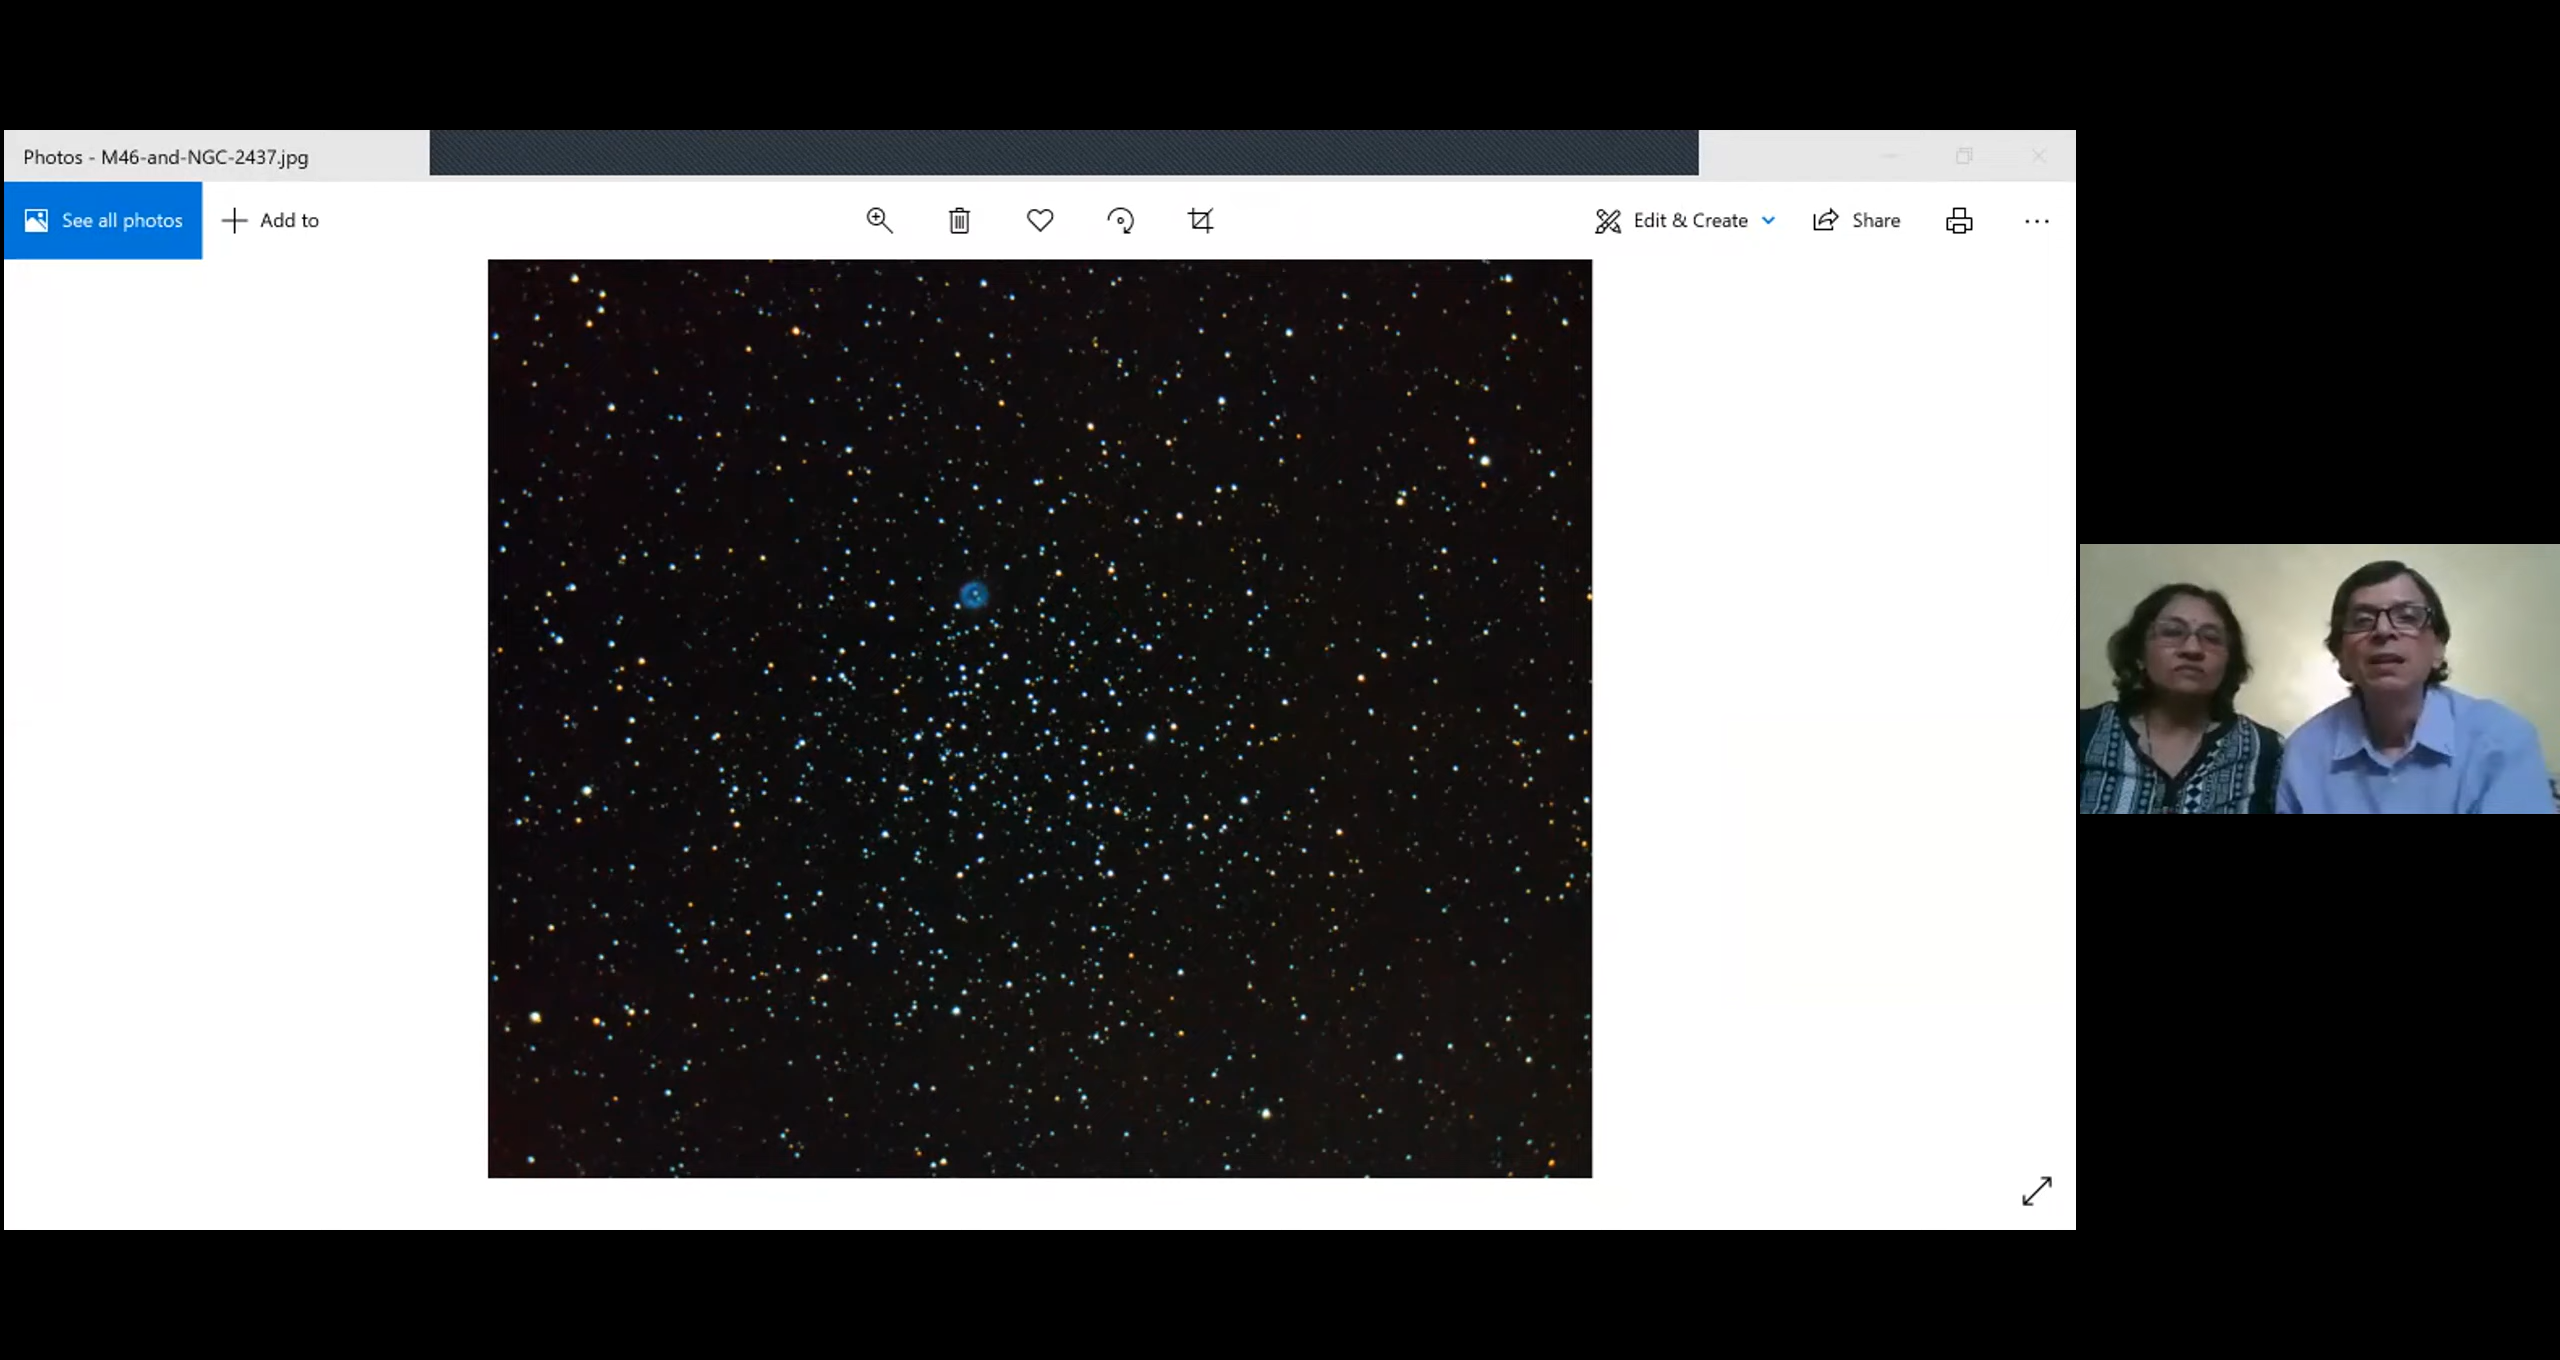 Photos - M46-and-NGC-2437.jpg
See all photos
Add to
Edit & Create
Share